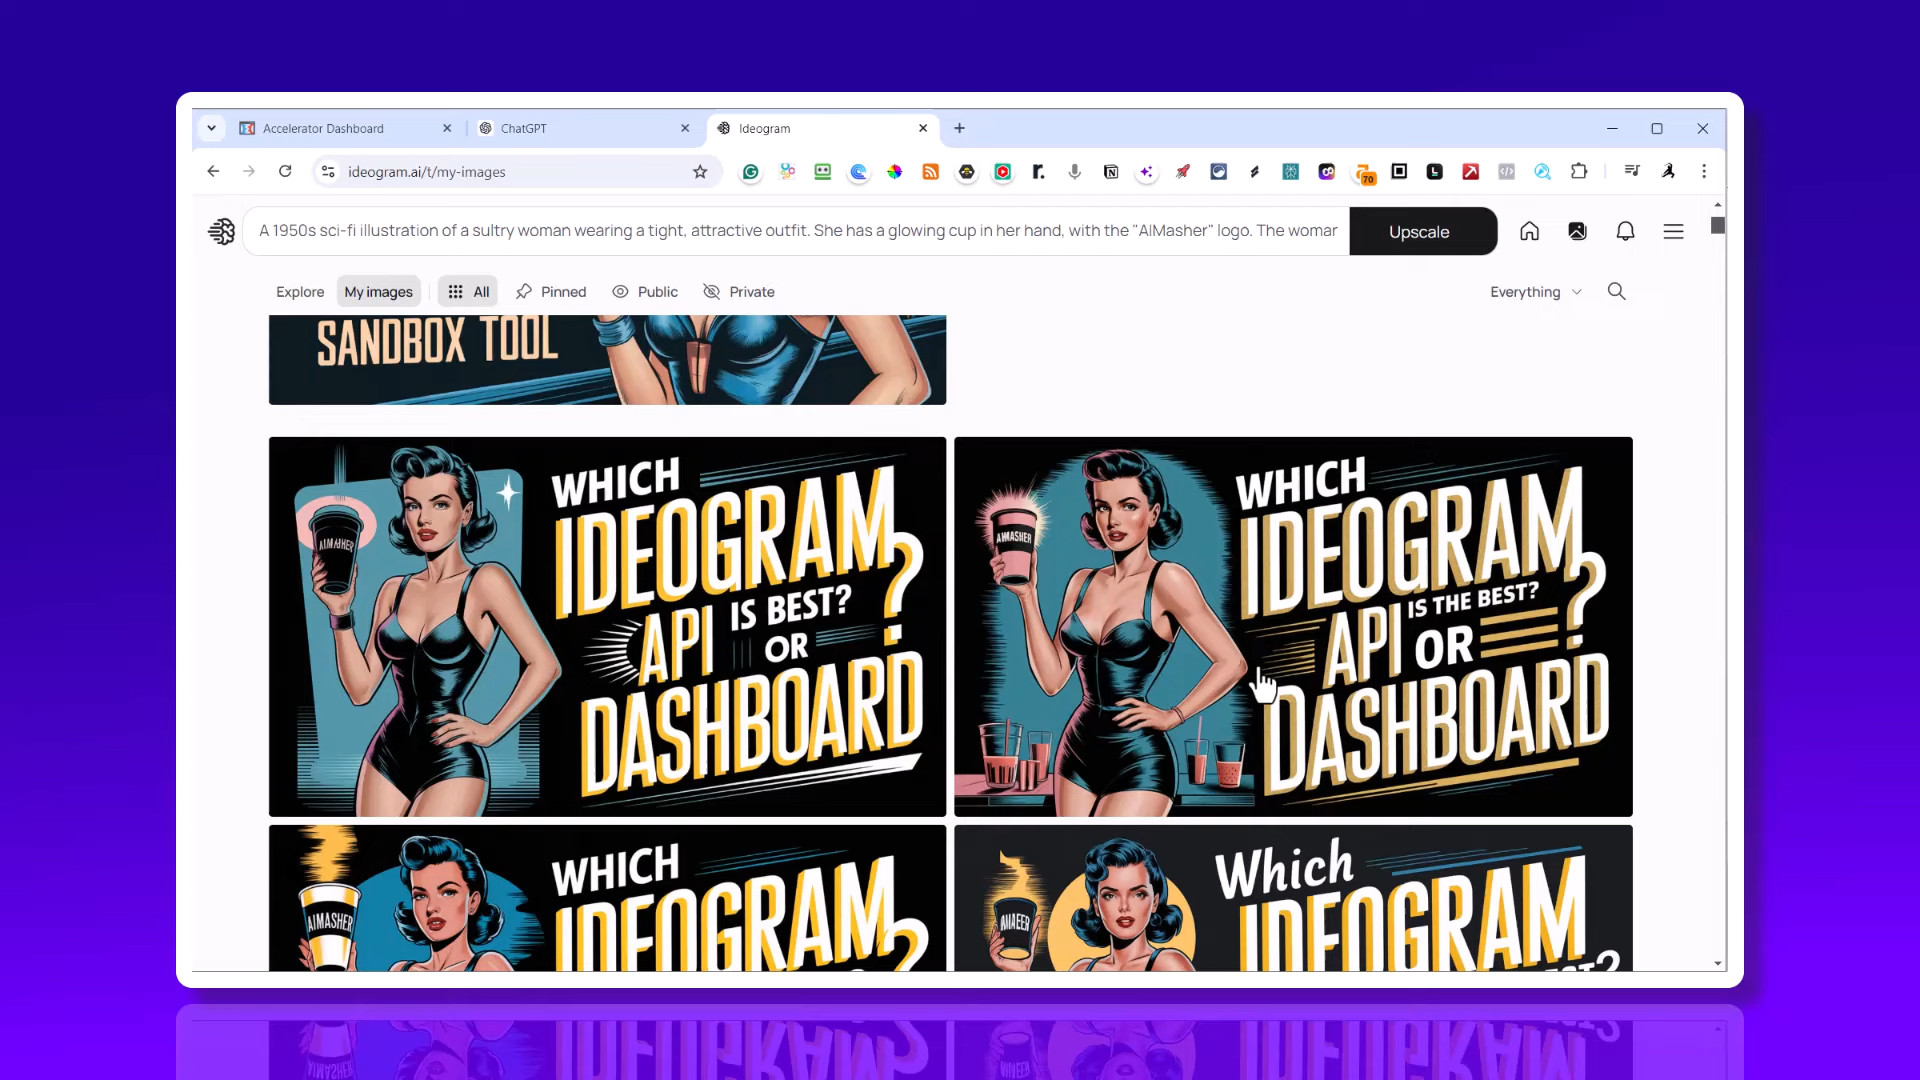 Accelerator Dashboard
ChatGPT
Ideogram
ideogram.ai/t/my-images
70
A 1950s sci-fi illustration of a sultry woman wearing a tight, attractive outfit. She has a glowing cup in her hand, with the "AIMasher" logo. The womar
Upscale
Explore
My images
All
Pinned
Public
Private
Everything
SANDBOX TOOL
WHICH
IDEOGRAM
API IS BEST?
OR
DASHBOARD
WHICH
IDEOGRAM
API IS THE BEST?
OR
DASHBOARD
AIMASHER
WHICH
IDEOGRAM
?
Which
IDEOGRAM